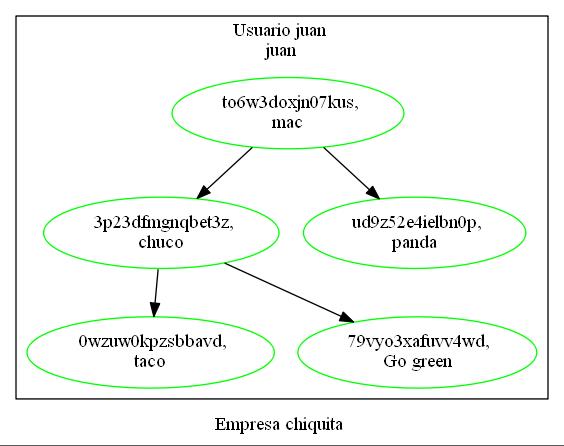 Usuario juan
juan
to6w3doxjn07kus,
mac
3p23dfmgnqbet3z,
chuco
ud9z52e4ielbn0p,
panda
0wzuw0kpzsbbavd,
taco
79vyo3xafuvv4wd,
Go green
Empresa chiquita